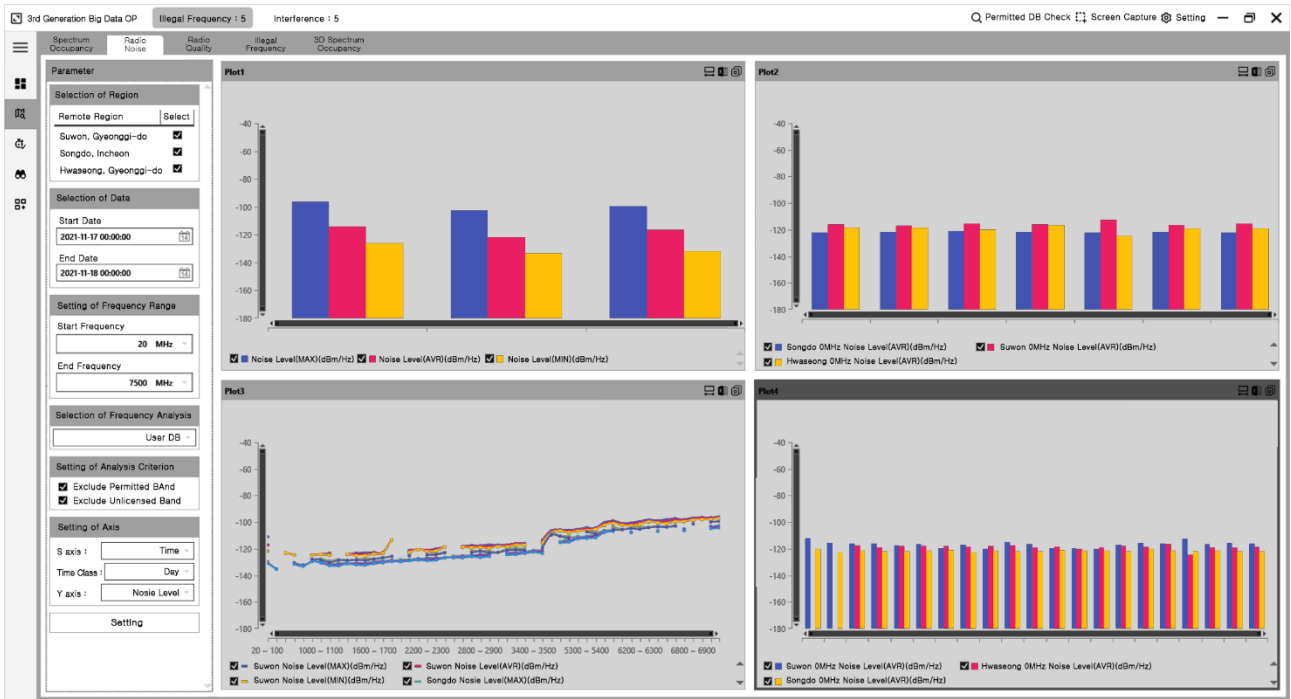 3rd Generation Big Data OP
Illegal Frequency : 5
Interference : 5
Permitted DB Check
Screen Capture
Setting
Spectrum Occupancy
Radio Noise
Radio Quality
Illegal Frequency
3D Spectrum Occupancy
Parameter
Selection of Region
Remote Region Select
Suwon, Gyeonggi-do
Songdo, Incheon
Hwaseong, Gyeonggi-do
Selection of Data
Start Date
2021-11-17 00:00:00
14
End Date
2021-11-18 00:00:00
14
Setting of Frequency Range
Start Frequency
20 MHz
End Frequency
7500 MHz
Selection of Frequency Analysis
User DB
Setting of Analysis Criterion
Exclude Permitted BAnd
Exclude Unlicensed Band
Setting of Axis
S axis : Time
Time Class : Day
Y axis : Nosie Level
Setting
Plot1
-40
-60
-80
-100
-120
-140
-160
-180
Noise Level(MAX)(dBm/Hz) Noise Level(AVR)(dBm/Hz) Noise Level(MIN)(dBm/Hz)
Plot2
-40
-60
-80
-100
-120
-140
-160
-180
Songdo 0MHz Noise Level(AVR)(dBm/Hz) Suwon 0MHz Noise Level(AVR)(dBm/Hz)
Hwaseong 0MHz Noise Level(AVR)(dBm/Hz)
Plot3
-40
-60
-80
-100
-120
-140
-160
-180
20 ~ 100 1000 ~ 1100 1600 ~ 1700 2200 ~ 2300 2800 ~ 2900 3400 ~ 3500 5300 ~ 5400 6200 ~ 6300 6800 ~ 6900
Suwon Noise Level(MAX)(dBm/Hz) Suwon Noise Level(AVR)(dBm/Hz)
Suwon Noise Level(MIN)(dBm/Hz) Songdo Nosie Level(MAX)(dBm/Hz)
Plot4
-40
-60
-80
-100
-120
-140
-160
-180
Suwon 0MHz Noise Level(AVR)(dBm/Hz) Hwaseong 0MHz Noise Level(AVR)(dBm/Hz)
Songdo 0MHz Noise Level(AVR)(dBm/Hz)